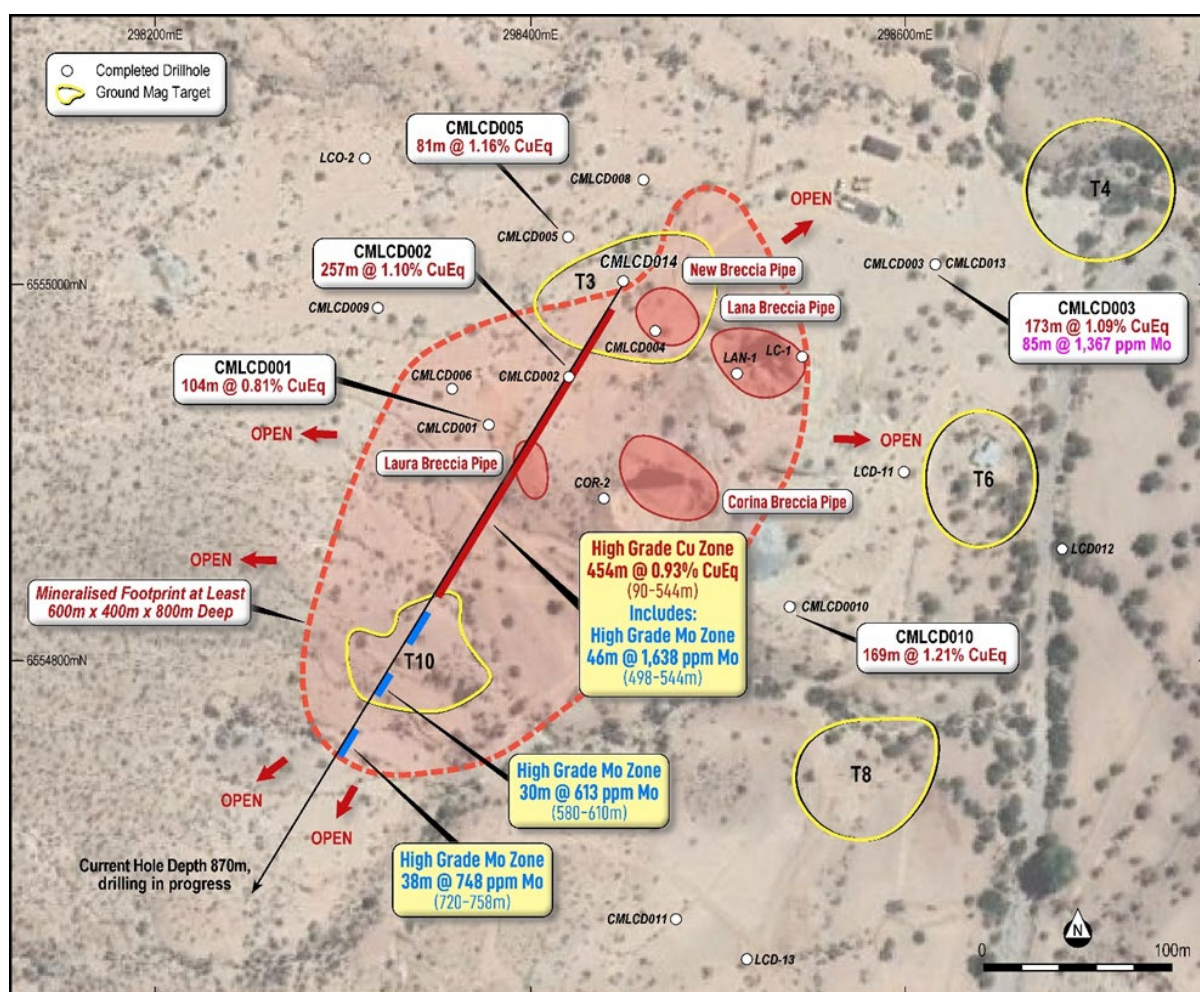 298200mE
298400mE
298600mE
Completed Drillhole
Ground Mag Target
CMLCD005
81m @ 1.16% CuEq
LCO-2
CMLCD008
T4
OPEN
CMLCD005
CMLCD002
257m @ 1.10% CuEq
CMLCD014
T3
New Breccia Pipe
CMLCD003
CMLCD013
6555000mN
CMLCD009
Lana Breccia Pipe
CMLCD003
173m @ 1.09% CuEq
85m @ 1,367 ppm Mo
CMLCD004
LAN-1
LC-1
CMLCD001
104m @ 0.81% CuEq
CMLCD006
CMLCD002
CMLCD001
OPEN
OPEN
Laura Breccia Pipe
LCD-11
T6
COR-2
Corina Breccia Pipe
LCD012
High Grade Cu Zone
454m @ 0.93% CuEq
(90-544m)
Includes:
High Grade Mo Zone
46m @ 1,638 ppm Mo
(498-544m)
OPEN
Mineralised Footprint at Least
600m x 400m x 800m Deep
CMLCD0010
CMLCD010
169m @ 1.21% CuEq
6554800mN
T10
T8
High Grade Mo Zone
30m @ 613 ppm Mo
(580-610m)
OPEN
OPEN
High Grade Mo Zone
38m @ 748 ppm Mo
(720-758m)
Current Hole Depth 870m,
drilling in progress
CMLCD011
LCD-13
N
0
100m